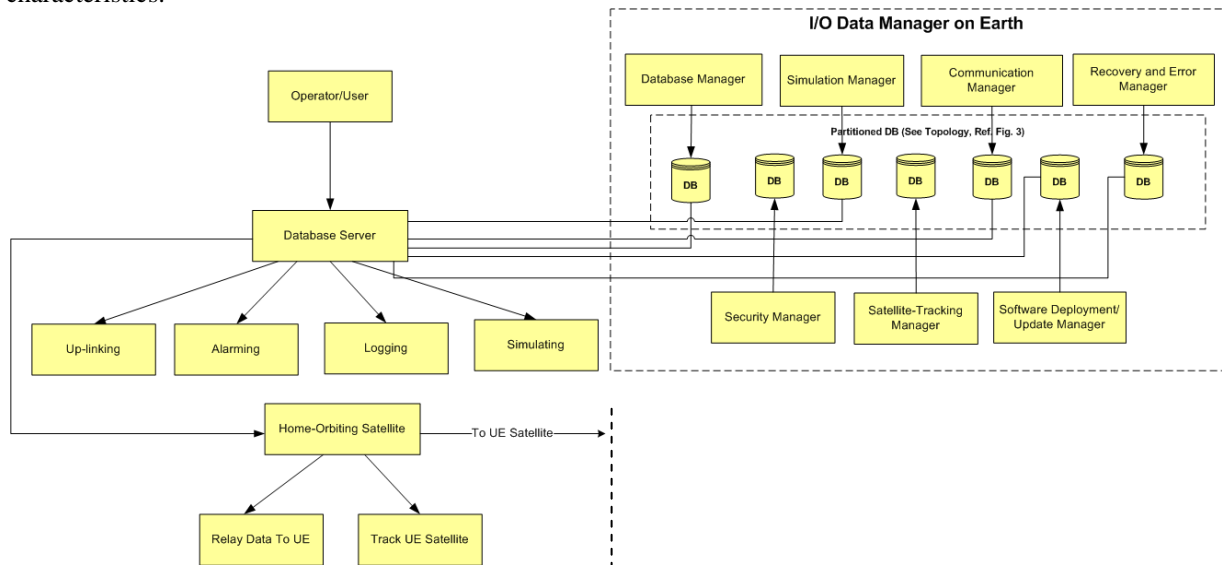 characteristics.
I/O Data Manager on Earth
Database Manager
Simulation Manager
Communication
Manager
Recovery and Error
Manager
Operator/User
Partitioned DB (See Topology, Ref. Fig. 3)
DB
DB
DB
DB
DB
DB
DB
Database Server
Security Manager
Satellite-Tracking
Manager
Software Deployment/
Update Manager
Up-linking
Alarming
Logging
Simulating
Home-Orbiting Satellite
To UE Satellite
Relay Data To UE
Track UE Satellite